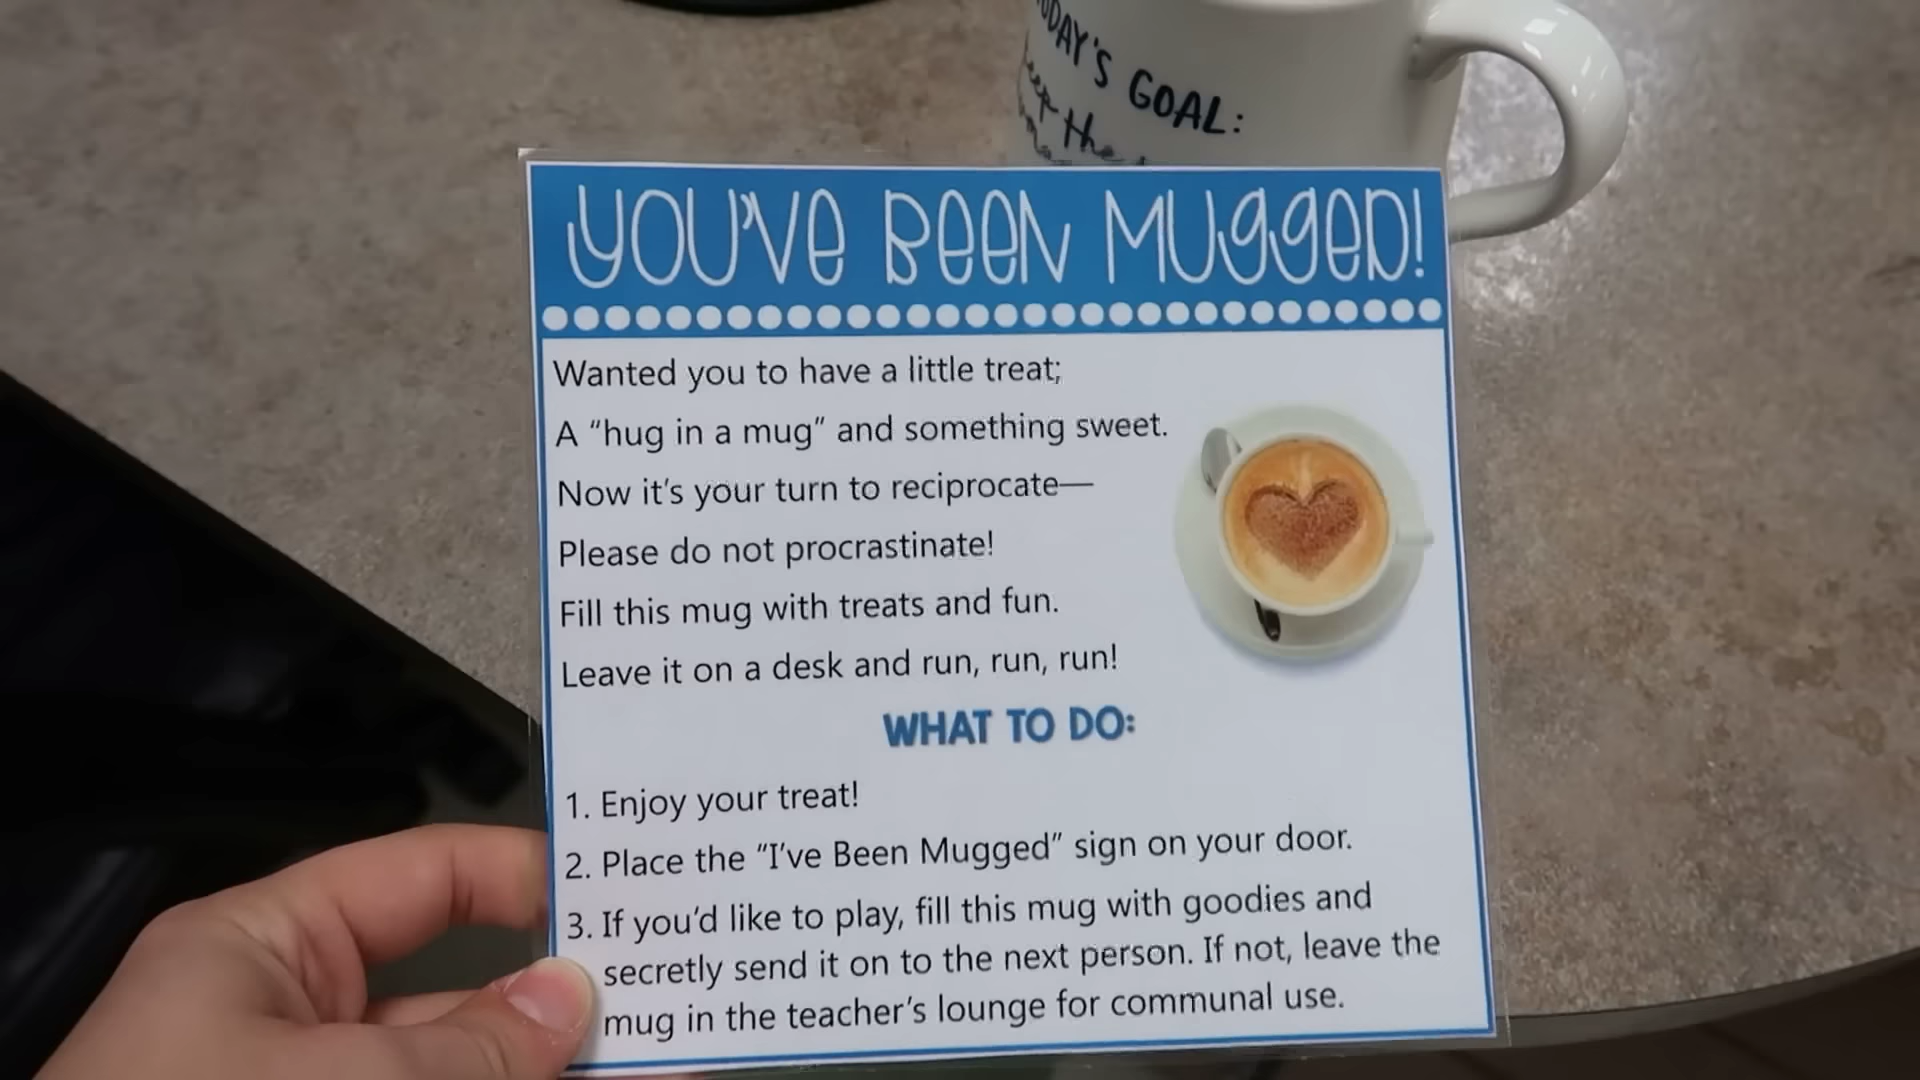 GOAL:
the
YOU'VE BEEN MUGGED!
Wanted you to have a little treat;
A “hug in a mug” and something sweet.
Now it's your turn to reciprocate—
Please do not procrastinate!
Fill this mug with treats and fun.
Leave it on a desk and run, run, run!
WHAT TO DO:
1. Enjoy your treat!
2. Place the “I've Been Mugged” sign on your door.
3. If you'd like to play, fill this mug with goodies and
secretly send it on to the next person. If not, leave the
mug in the teacher's lounge for communal use.